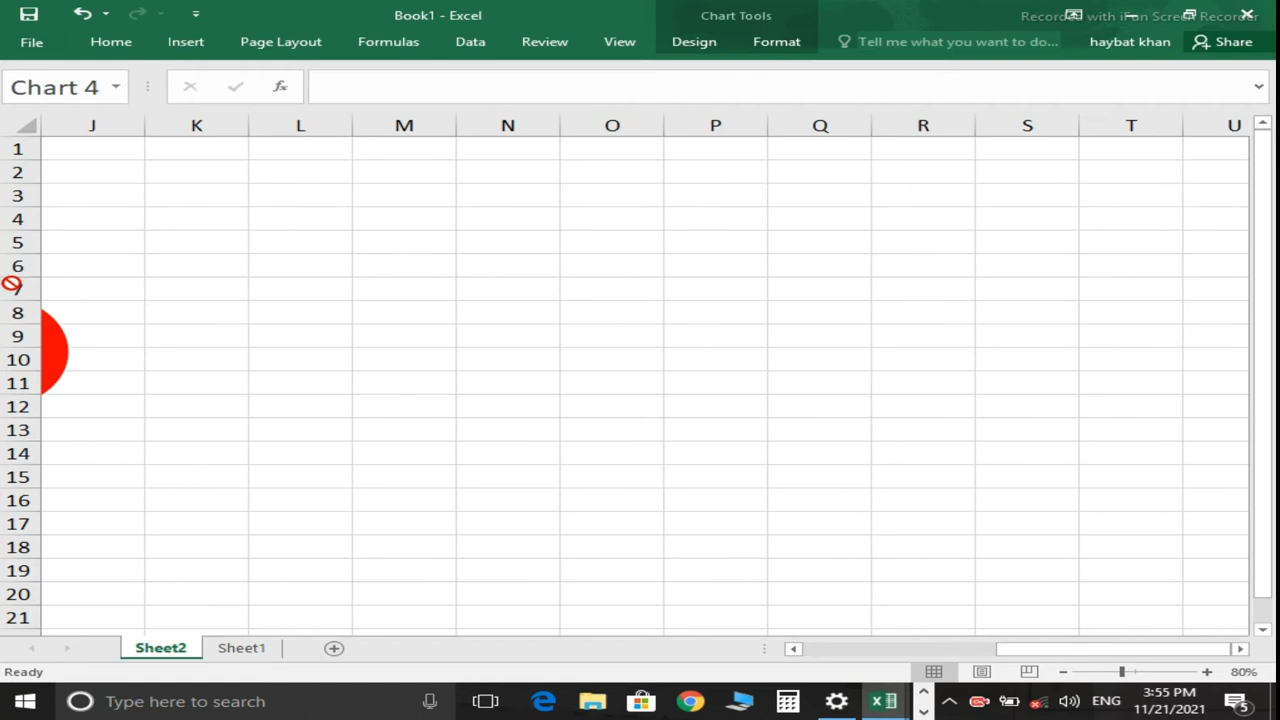 Book1 - Excel
Chart Tools
Recorded with iFun Screen Recorder
File Home Insert Page Layout Formulas Data Review View Design Format Tell me what you want to do... haybat khan Share
Chart 4 fx
J K L M N O P Q R S T U
1
2
3
4
5
6
7
8
9
10
11
12
13
14
15
16
17
18
19
20
21
Sheet2 Sheet1
Ready 80%
Type here to search ENG 3:55 PM
11/21/2021 5